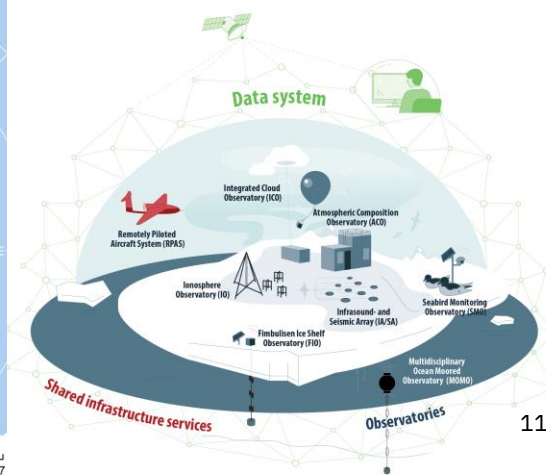 Data system
Integrated Cloud
Observatory (ICO)
Atmospheric Composition
Observatory (ACO)
Remotely Piloted
Aircraft System (RPAS)
Ionosphere
Observatory (IO)
Infrasound- and
Seismic Array (IA/SA)
Seabird Monitoring
Observatory (SMO)
Fimbulisen Ice Shelf
Observatory (FIO)
Multidisciplinary
Ocean Moored
Observatory (MOMO)
Shared infrastructure services
Observatories
11